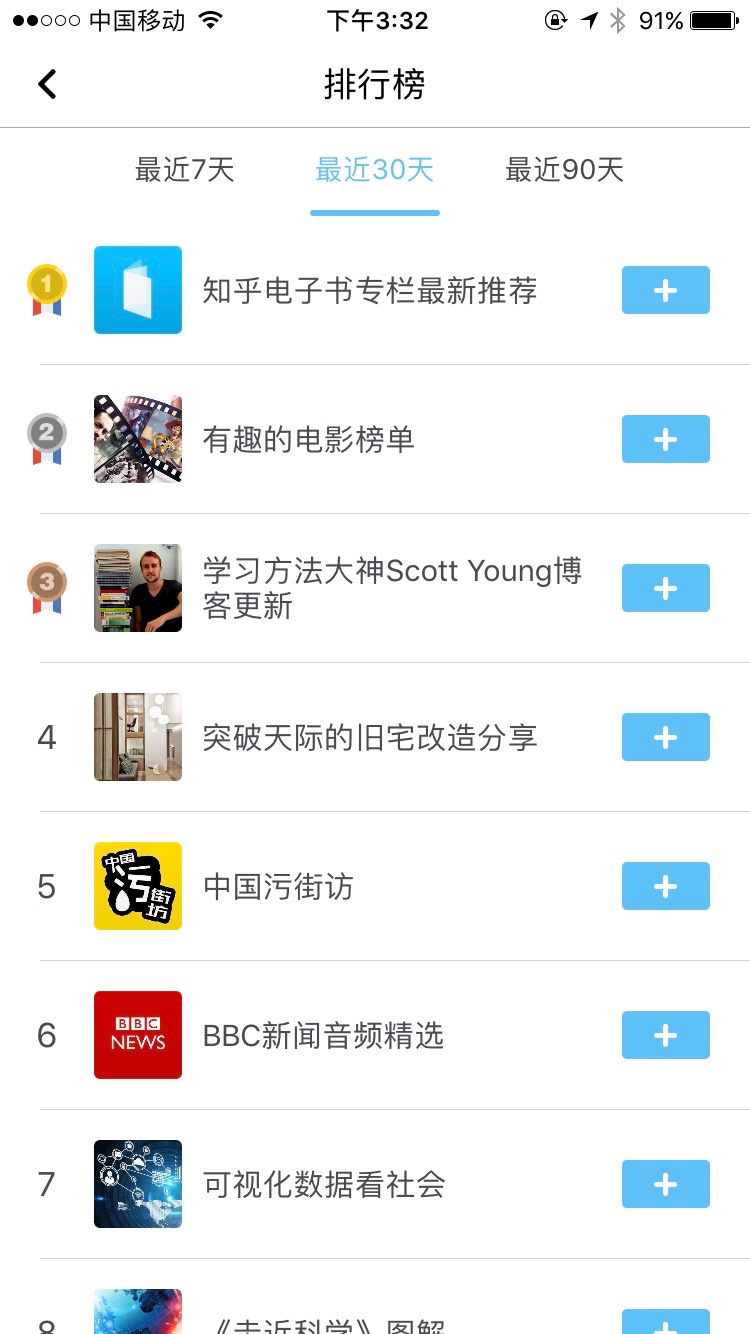 中国移动
下午3:32
91%
排行榜
最近7天
最近30天
最近90天
1
知乎电子书专栏最新推荐
2
有趣的电影榜单
3
学习方法大神Scott Young博
客更新
4
突破天际的旧宅改造分享
5
中国
污
街
坊
中国污街访
6
BBC
NEWS
BBC新闻音频精选
7
可视化数据看社会
8
《走近科学》图解